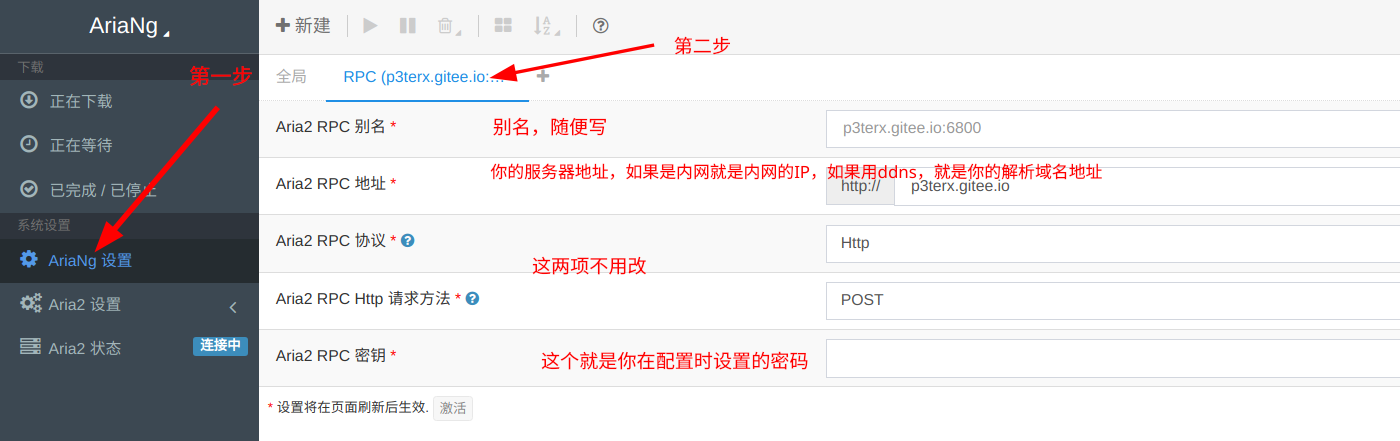 AriaNg
新建
下载
第一步
第二步
全局
RPC (p3terx.gitee.io:...
正在下载
Aria2 RPC 别名 *
别名，随便写
p3terx.gitee.io:6800
正在等待
你的服务器地址，如果是内网就是内网的IP，如果用ddns，就是你的解析域名地址
已完成 / 已停止
Aria2 RPC 地址 *
http://
p3terx.gitee.io
系统设置
AriaNg 设置
Aria2 RPC 协议 *
Http
这两项不用改
Aria2 设置
Aria2 RPC Http 请求方法 *
POST
Aria2 状态
连接中
Aria2 RPC 密钥 *
这个就是你在配置时设置的密码
* 设置将在页面刷新后生效.
激活